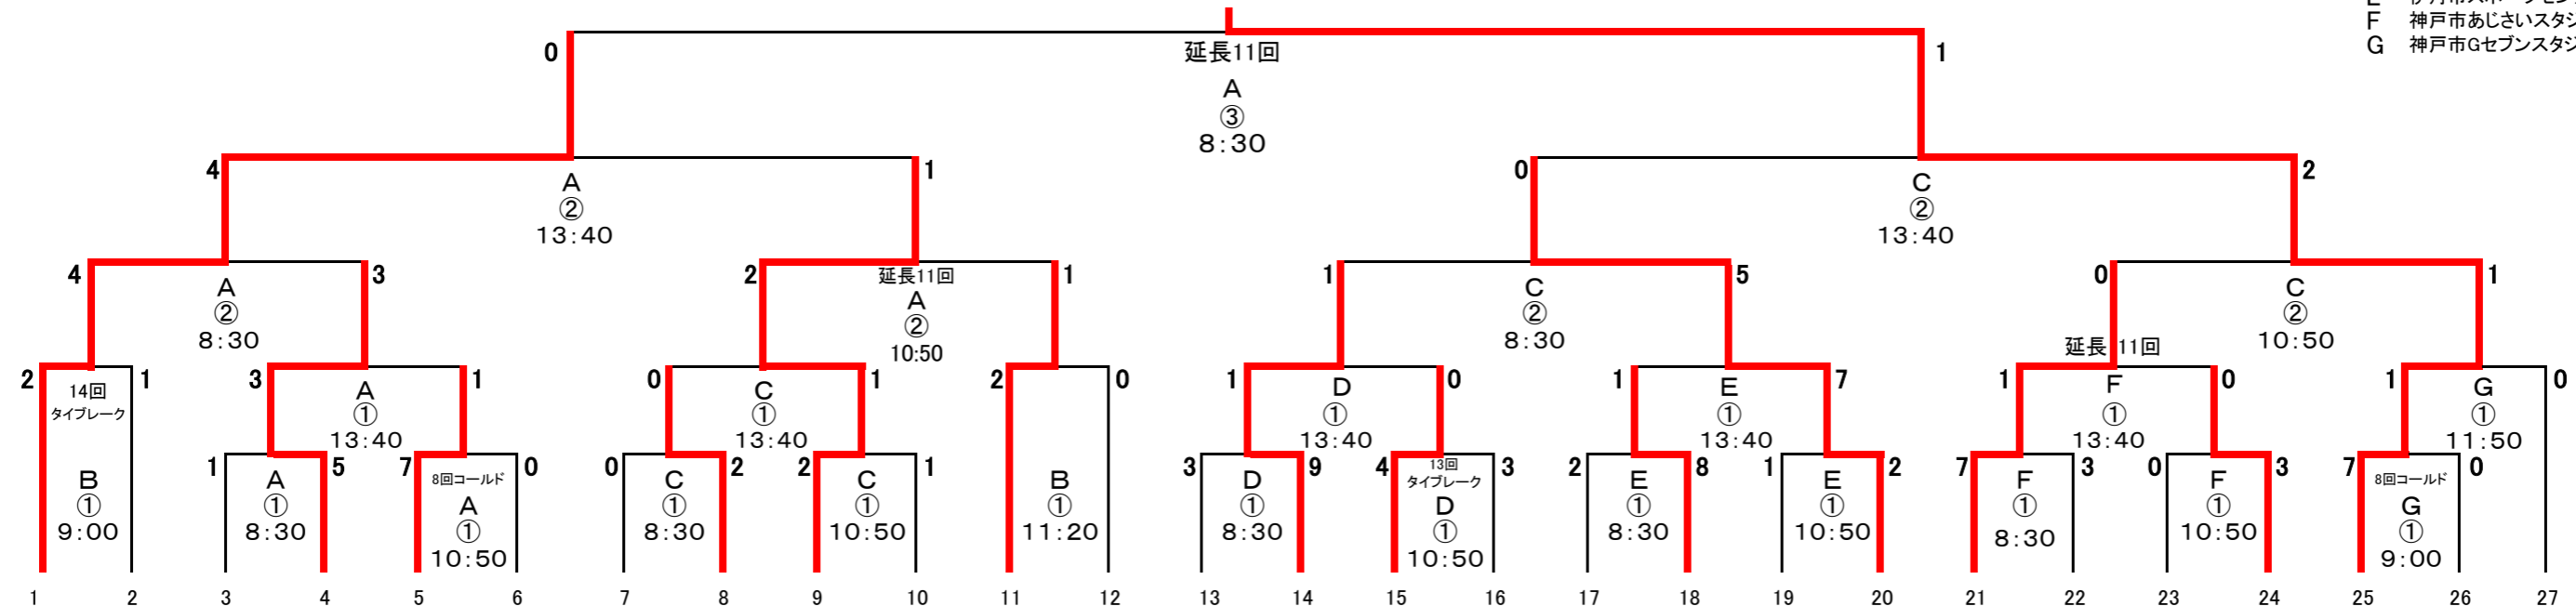 E 伊丹市スポーツセン
F 神戸市あじさいスタジ
G 神戸市Gセブンスタジ
0 延長11回 1
A
③
8:30
4 1 0 2
A C
② ②
13:40 13:40
4 3 2 延長11回 1 1 5 0 1
A A C C
② ② ② ②
8:30 10:50 8:30 10:50
延長 11回
2 1 3 1 0 1 2 0 1 0 1 7 1 0 1 0
14回
タイブレーク
A C D E F G
① ① ① ① ① ①
13:40 13:40 13:40 13:40 13:40 11:50
1 5 7 0 0 2 2 1 3 9 4 3 2 8 1 2 7 3 0 3 7 0
8回コールド 13回 タイブレーク 8回コールド
B A A C C B D D E E F F G
① ① ① ① ① ① ① ① ① ① ① ① ①
9:00 8:30 10:50 8:30 10:50 11:20 8:30 10:50 8:30 10:50 8:30 10:50 9:00
1 2 3 4 5 6 7 8 9 10 11 12 13 14 15 16 17 18 19 20 21 22 23 24 25 26 27